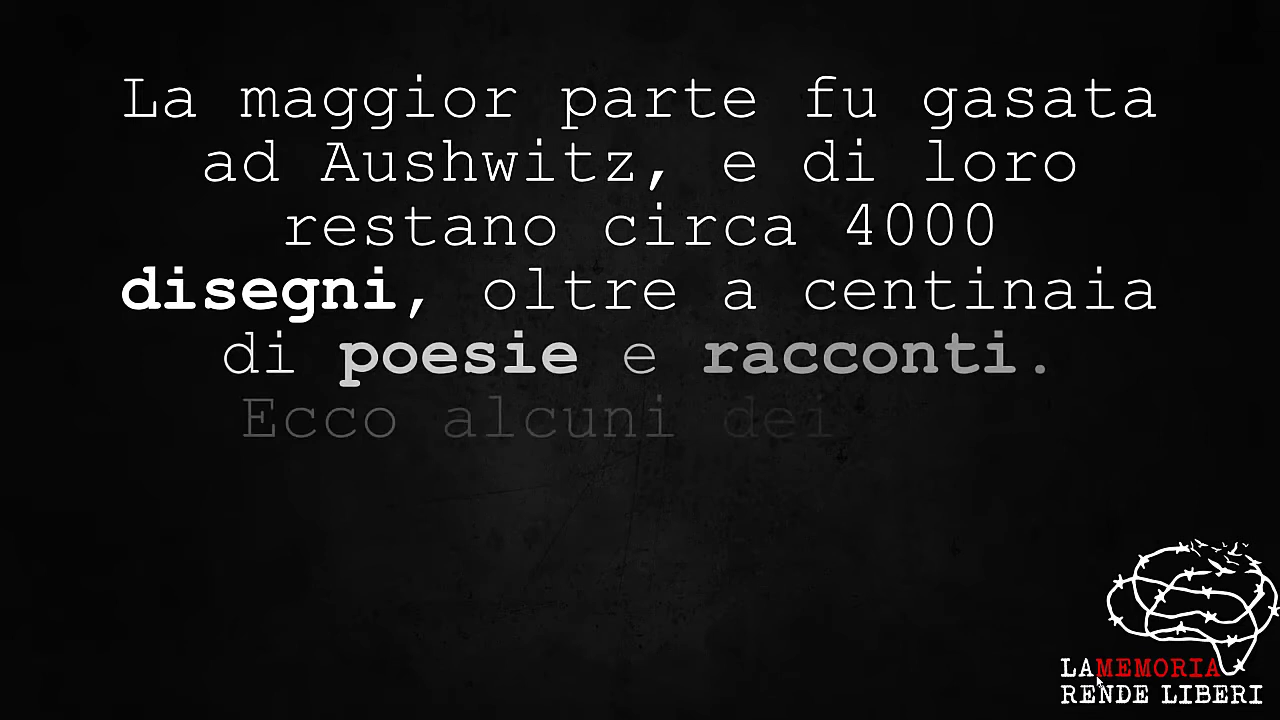 La maggior parte fu gasata
ad Aushwitz, e di loro
restano circa 4000
disegni, oltre a centinaia
di poesie e racconti.
Ecco alcuni dei
LAMEMORIA
RENDE LIBERI